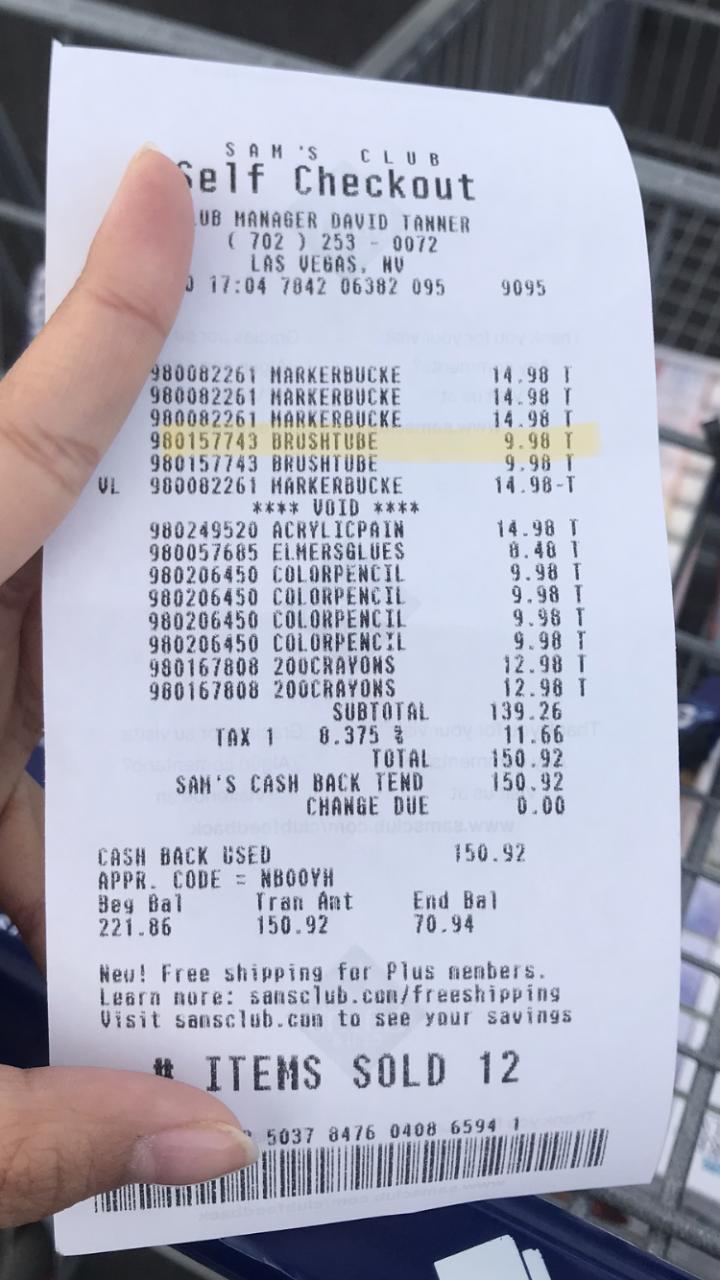 SAM'S CLUB
Self Checkout
CLUB MANAGER DAVID TANNER
( 702 ) 253 - 0072
LAS VEGAS, NV
17:04 7842 06382 095 9095
980082261 MARKERBUCKE 14.98 T
980082261 MARKERBUCKE 14.98 T
980082261 MARKERBUCKE 14.98 T
980157743 BRUSHTUBE 9.98 T
980157743 BRUSHTUBE 9.98 T
VL 980082261 MARKERBUCKE 14.98-T
**** VOID ****
980249520 ACRYLICPAIN 14.98 T
980057685 ELMERSGLUES 8.48 T
980206450 COLORPENCIL 9.98 T
980206450 COLORPENCIL 9.98 T
980206450 COLORPENCIL 9.98 T
980206450 COLORPENCIL 9.98 T
980167808 200CRAYONS 12.98 T
980167808 200CRAYONS 12.98 T
SUBTOTAL 139.26
TAX 1 8.375 % 11.66
TOTAL 150.92
SAM'S CASH BACK TEND 150.92
CHANGE DUE 0.00
CASH BACK USED 150.92
APPR. CODE = NB00YH
Beg Bal Tran Amt End Bal
221.86 150.92 70.94
New! Free shipping for Plus members.
Learn more: samsclub.com/freeshipping
Visit samsclub.com to see your savings
# ITEMS SOLD 12
5037 8476 0408 6594 1